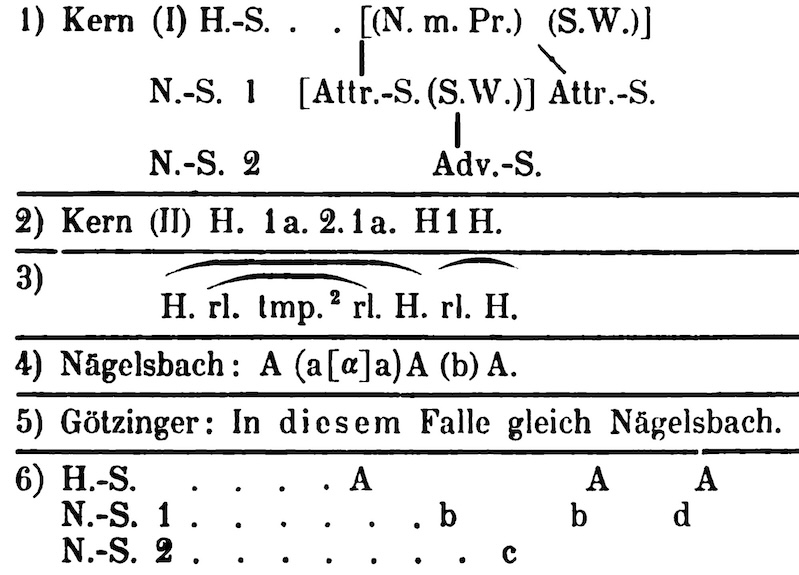 1) Kern (I) H.-S. . . [(N. m. Pr.) (S.W.)]
N.-S. 1 [Attr.-S. (S.W.)] Attr.-S.
N.-S. 2 Adv.-S.
2) Kern (II) H. 1a. 2. 1a. H 1 H.
3)
H. rl. tmp.² rl. H. rl. H.
4) Nägelsbach: A (a[α]a) A (b) A.
5) Götzinger: In diesem Falle gleich Nägelsbach.
6) H.-S. . . . . A A A
N.-S. 1 . . . . . . . b b d
N.-S. 2 . . . . . . . c